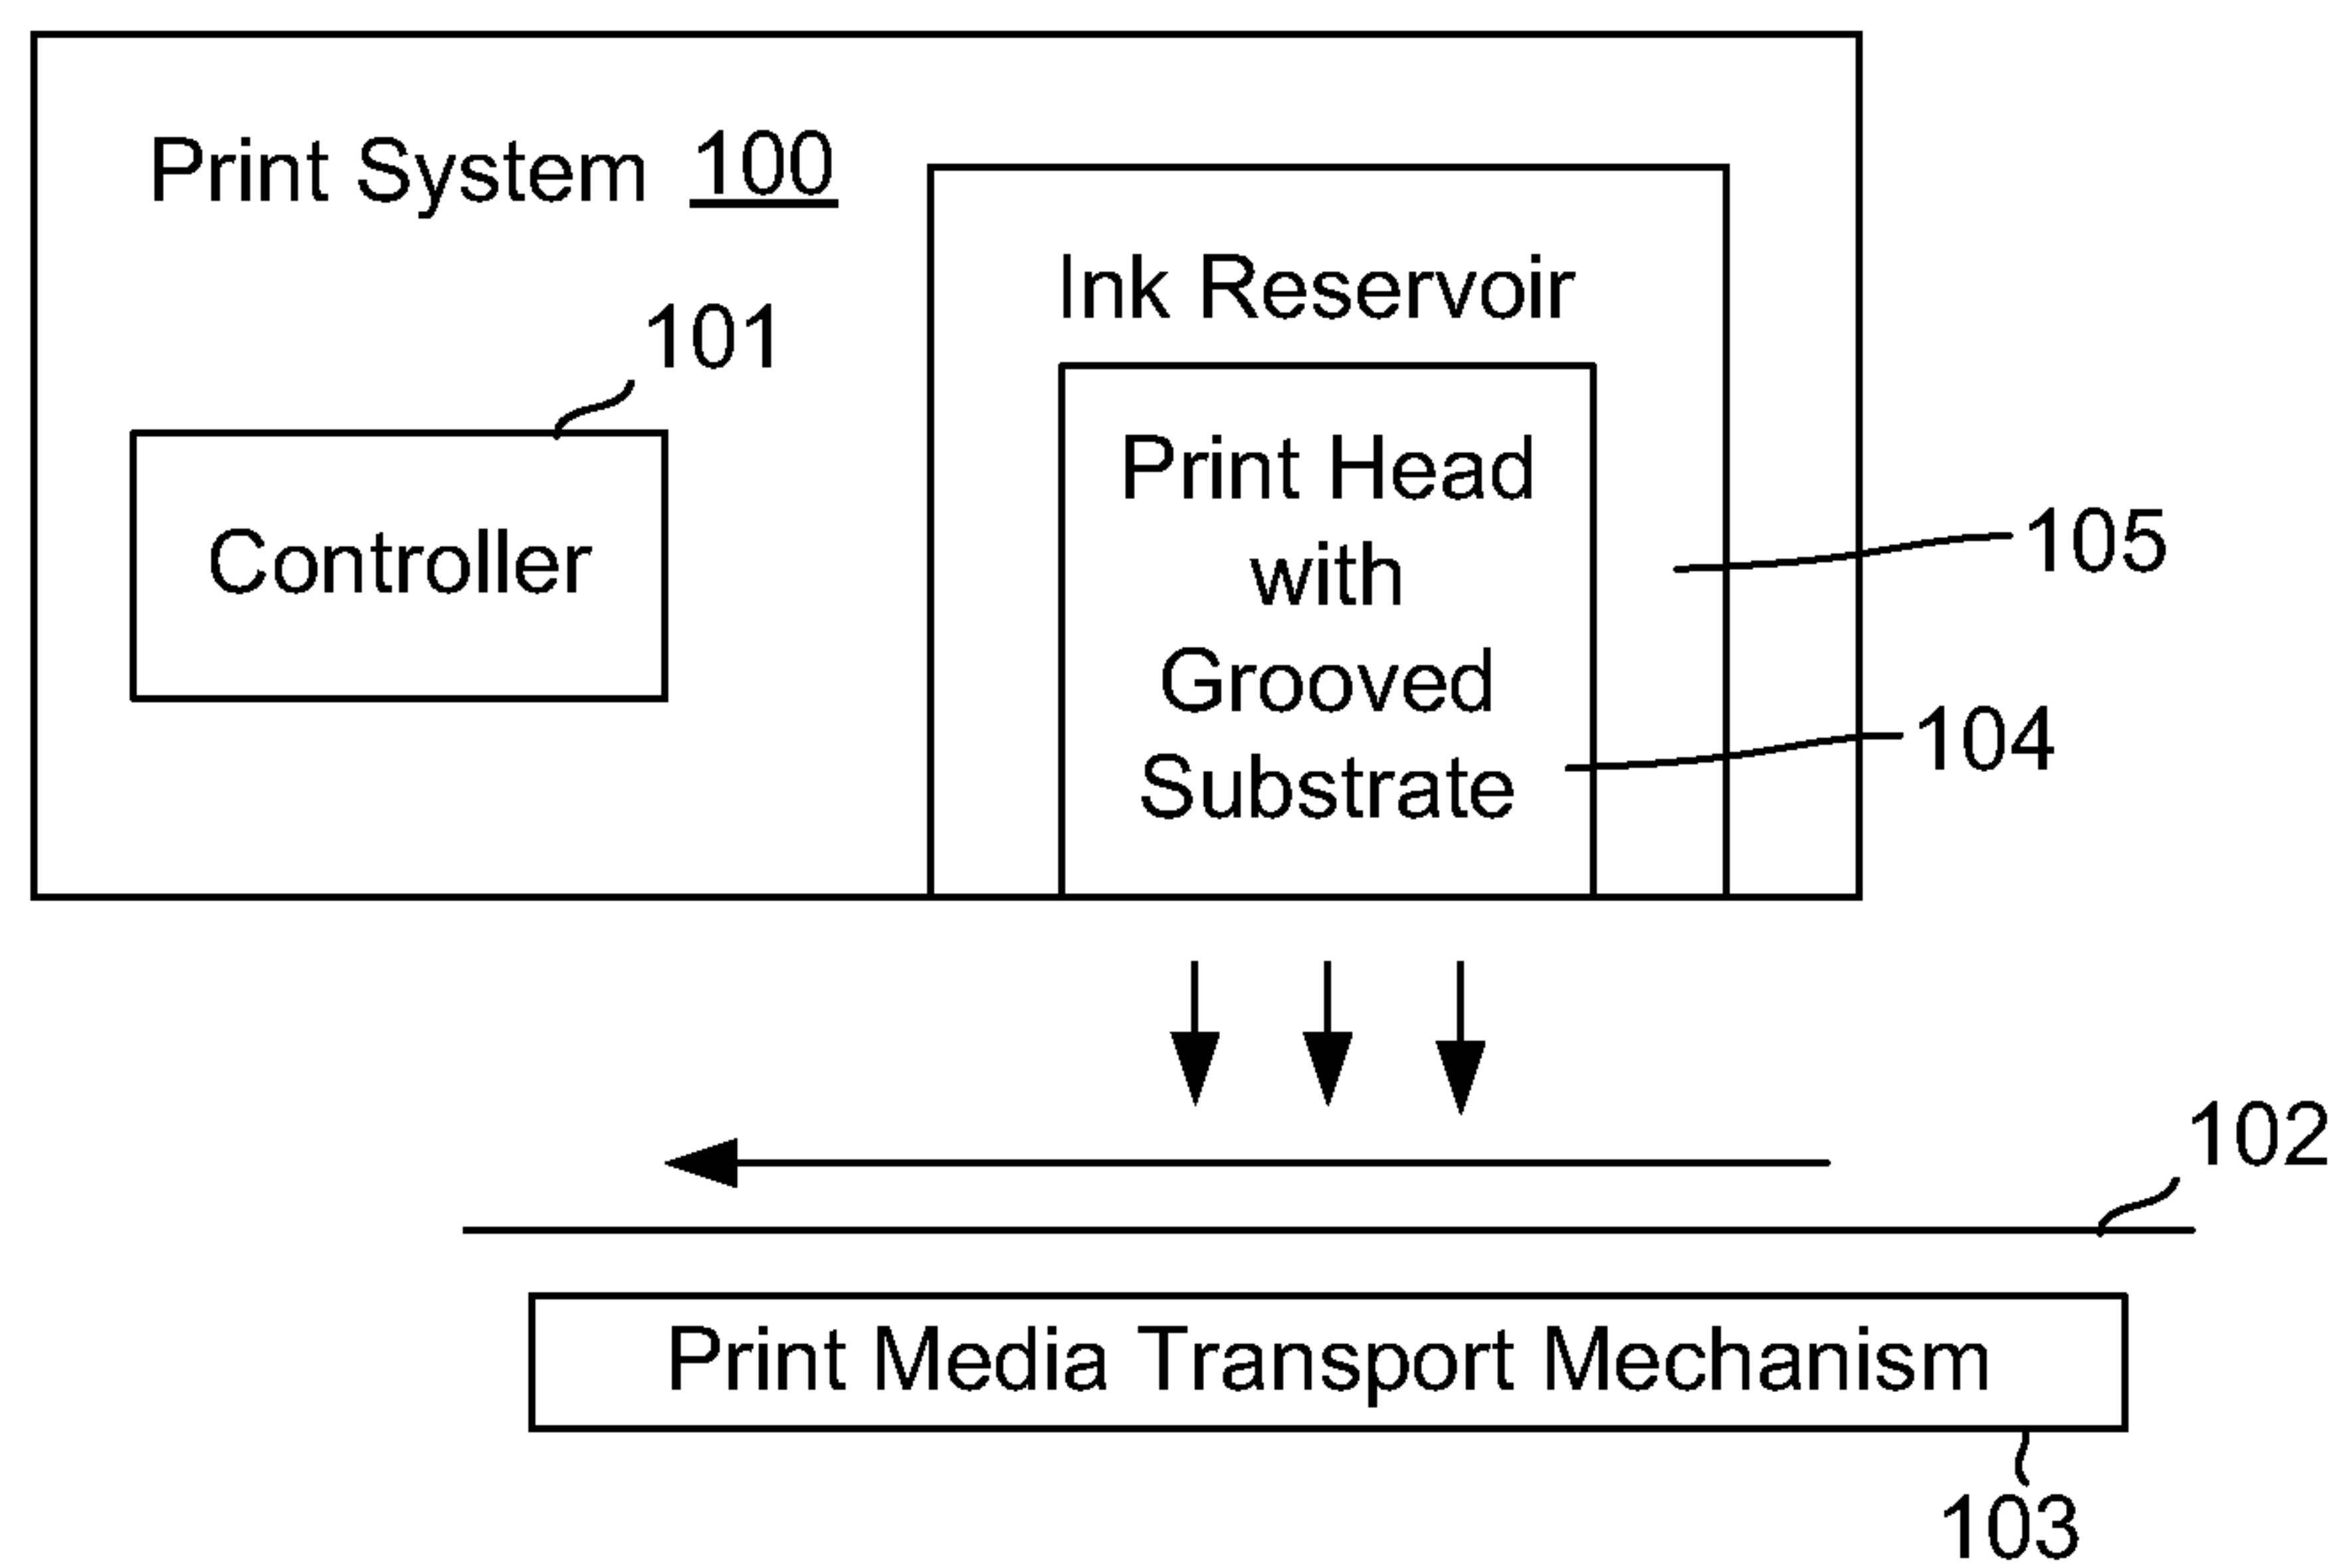 Print System 100
Ink Reservoir
101
Print Head
with
Grooved
Substrate
Controller
105
104
102
Print Media Transport Mechanism
103